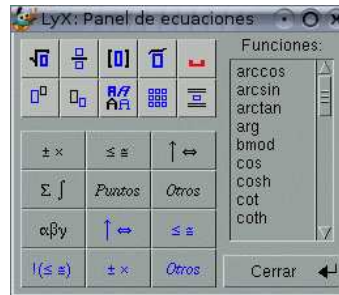 LyX: Panel de ecuaciones
Funciones:
arccos
arcsin
arctan
arg
bmod
cos
cosh
cot
coth
± × ≤ ≅ ↑ ⇔
Σ ∫ Puntos Otros
αβγ ↑ ⇔ ≤ ≅
!(≤ ≅) ± × Otros
Cerrar